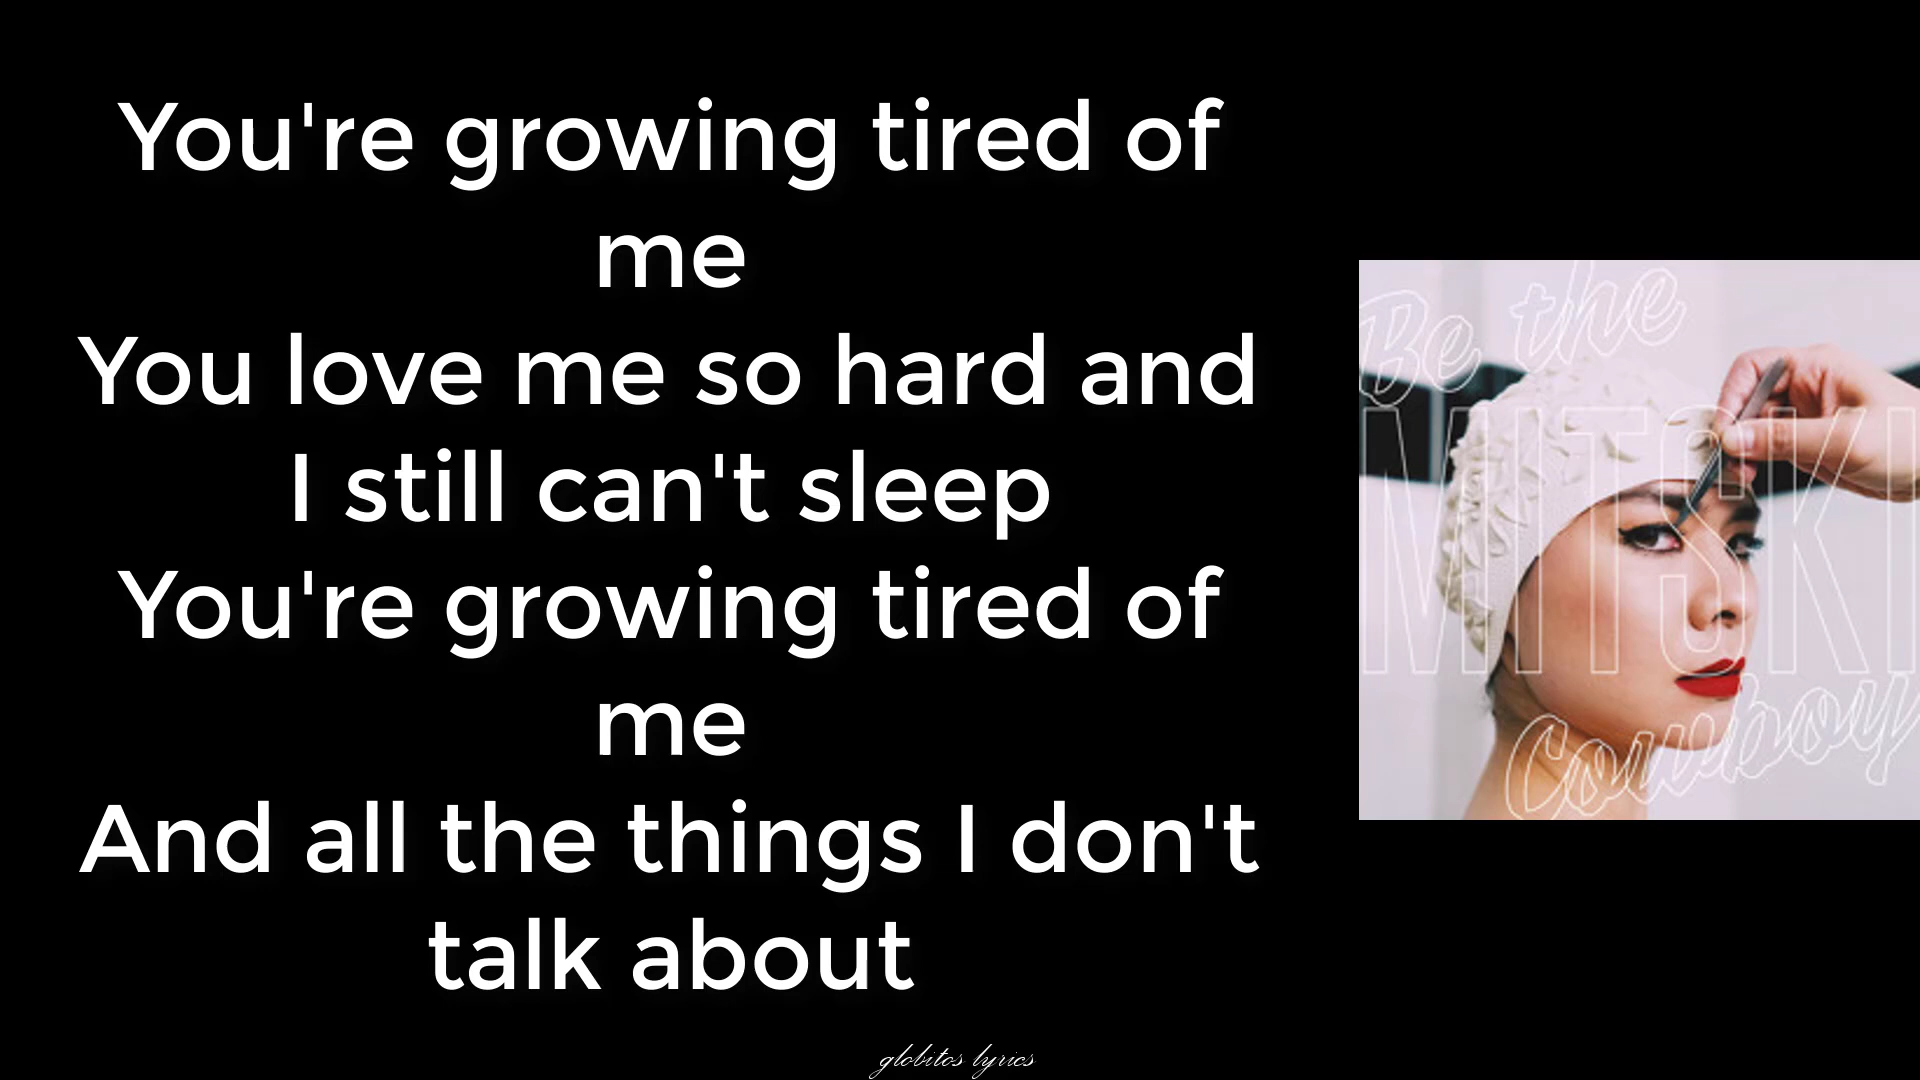 You're growing tired of
me
You love me so hard and
I still can't sleep
You're growing tired of
me
And all the things I don't
talk about
Be the
MITSKI
Cowboy
globitos lyrics